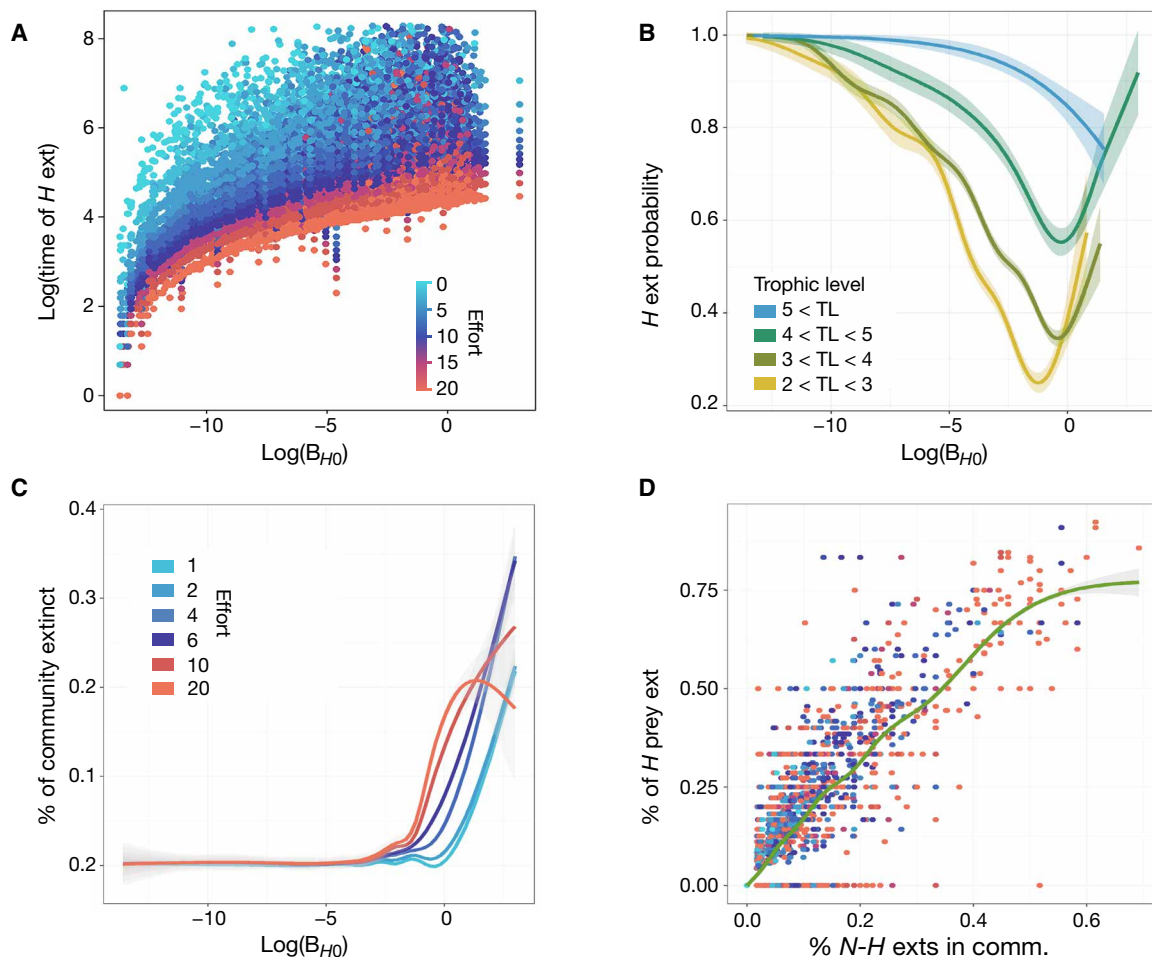 A
Log(time of H ext)
8
6
4
2
0
−10
−5
0
Log(BH0)
0
5
10
15
20
Effort
B
H ext probability
1.0
0.8
0.6
0.4
0.2
Trophic level
5 < TL
4 < TL < 5
3 < TL < 4
2 < TL < 3
−10
−5
0
Log(BH0)
C
% of community extinct
0.4
0.3
0.2
0.1
0.2
1
2
4
6
10
20
Effort
−10
−5
0
Log(BH0)
D
% of H prey ext
0.75
0.50
0.25
0.00
0.0
0.2
0.4
0.6
% N-H exts in comm.